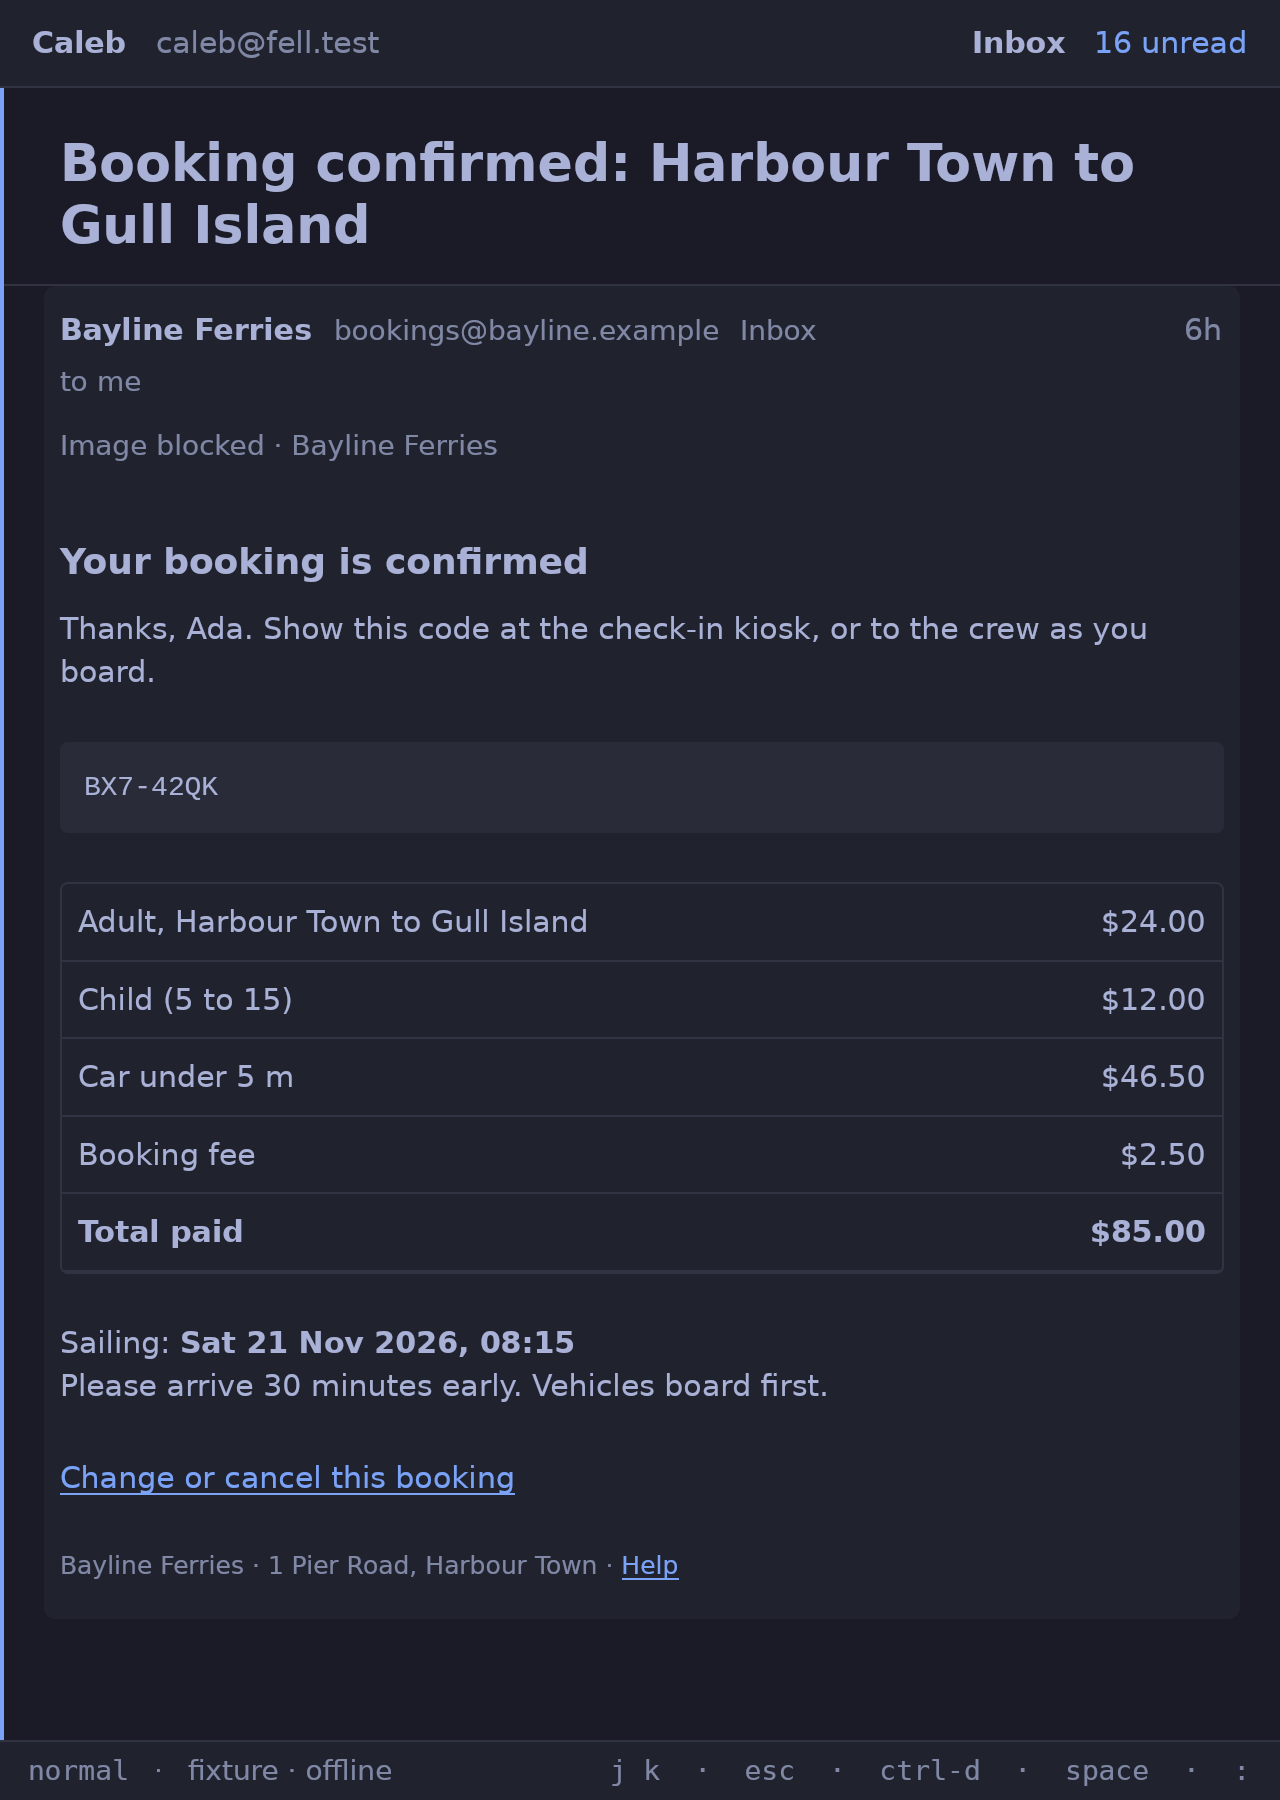 Caleb caleb@fell.test Inbox 16 unread
Booking confirmed: Harbour Town to
Gull Island
Bayline Ferries bookings@bayline.example Inbox 6h
to me
Image blocked · Bayline Ferries
Your booking is confirmed
Thanks, Ada. Show this code at the check-in kiosk, or to the crew as you
board.
BX7-42QK
Adult, Harbour Town to Gull Island $24.00
Child (5 to 15) $12.00
Car under 5 m $46.50
Booking fee $2.50
Total paid $85.00
Sailing: Sat 21 Nov 2026, 08:15
Please arrive 30 minutes early. Vehicles board first.
Change or cancel this booking
Bayline Ferries · 1 Pier Road, Harbour Town · Help
normal · fixture · offline j k · esc · ctrl-d · space · :